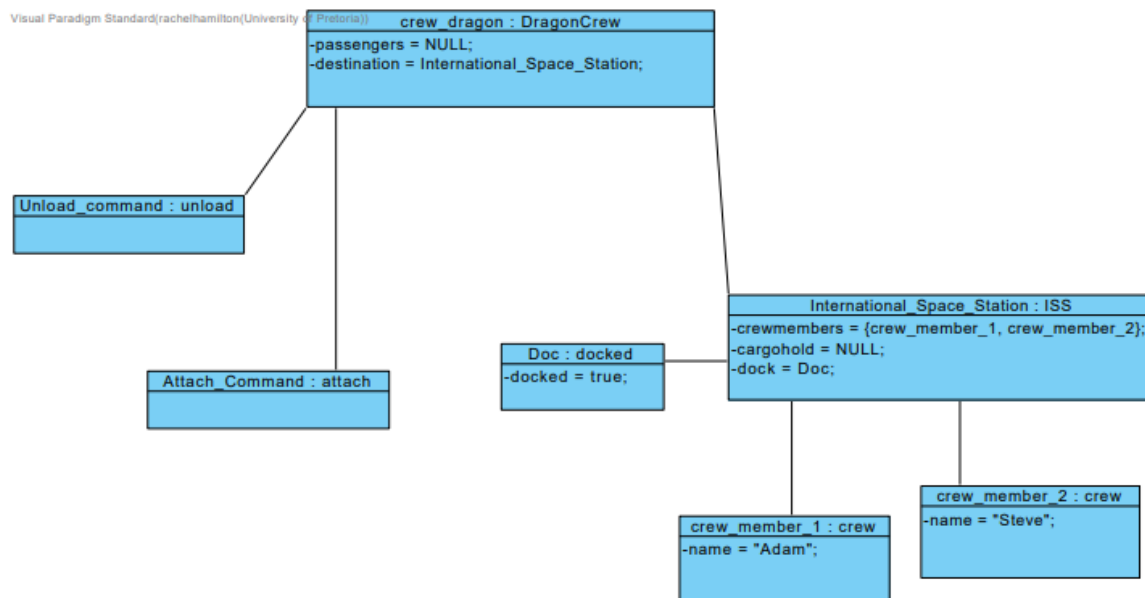 Visual Paradigm Standard(rachelhamilton(University of Pretoria))
crew_dragon : DragonCrew
-passengers = NULL;
-destination = International_Space_Station;
Unload_command : unload
International_Space_Station : ISS
-crewmembers = {crew_member_1, crew_member_2};
-cargohold = NULL;
-dock = Doc;
Doc : docked
-docked = true;
Attach_Command : attach
crew_member_2 : crew
-name = "Steve";
crew_member_1 : crew
-name = "Adam";